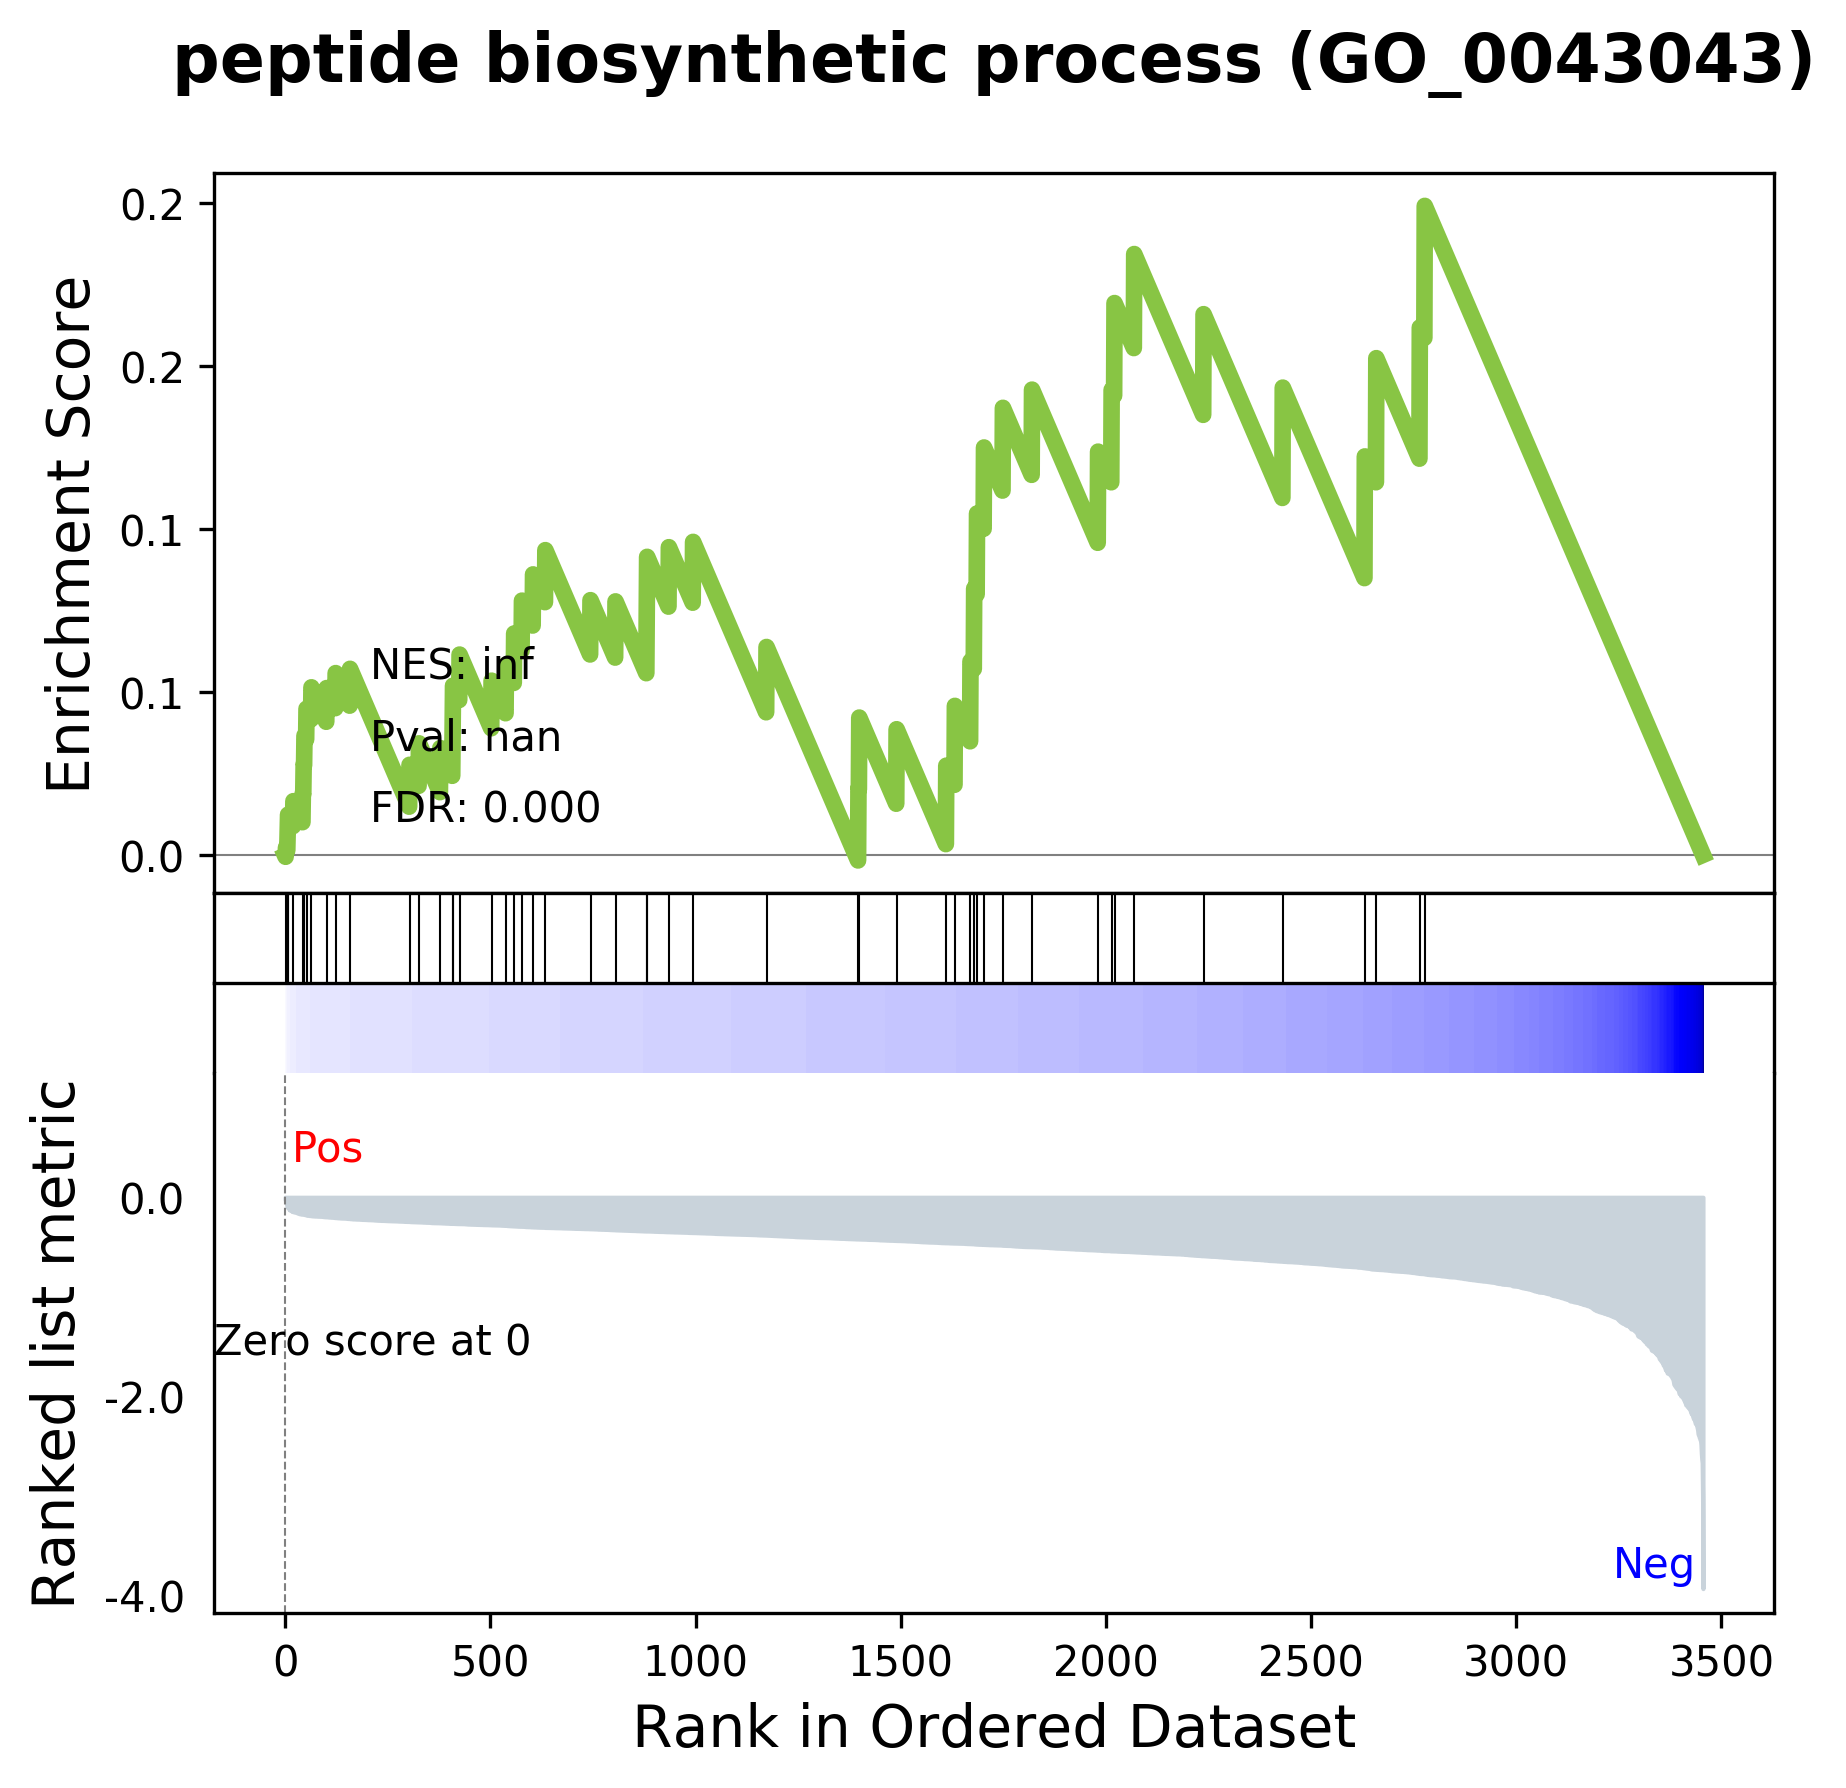 peptide biosynthetic process (GO_0043043)
Enrichment Score
0.2
0.2
0.1
0.1
0.0
NES: inf
Pval: nan
FDR: 0.000
Ranked list metric
Pos
0.0
Zero score at 0
-2.0
Neg
-4.0
0 500 1000 1500 2000 2500 3000 3500
Rank in Ordered Dataset